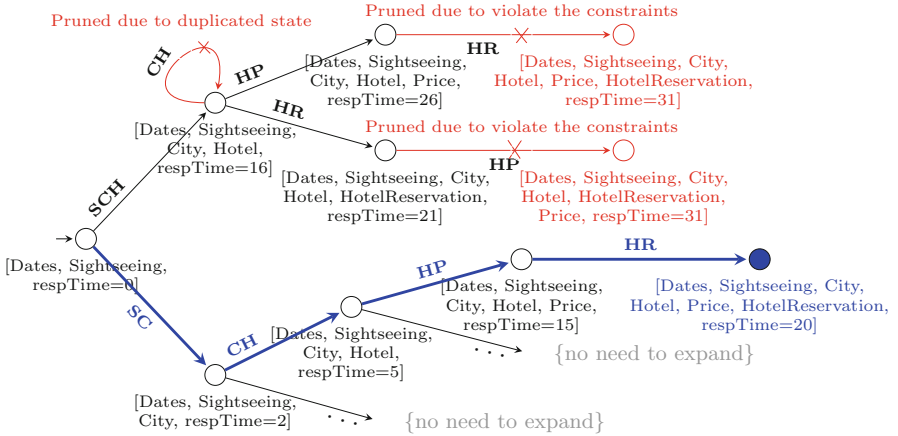 Pruned due to violate the constraints
Pruned due to duplicated state
CH
HP
HR
[Dates, Sightseeing,
City, Hotel, Price,
respTime=26]
[Dates, Sightseeing, City,
Hotel, Price, HotelReservation,
respTime=31]
HR
[Dates, Sightseeing,
City, Hotel,
respTime=16]
Pruned due to violate the constraints
HP
[Dates, Sightseeing, City,
Hotel, HotelReservation,
respTime=21]
[Dates, Sightseeing, City,
Hotel, HotelReservation,
Price, respTime=31]
SCH
[Dates, Sightseeing,
respTime=0]
SC
HR
HP
[Dates, Sightseeing,
City, Hotel, Price,
respTime=15]
[Dates, Sightseeing, City,
Hotel, Price, HotelReservation,
respTime=20]
CH
[Dates, Sightseeing,
City, Hotel,
respTime=5]
...
{no need to expand}
[Dates, Sightseeing,
City, respTime=2]
...
{no need to expand}